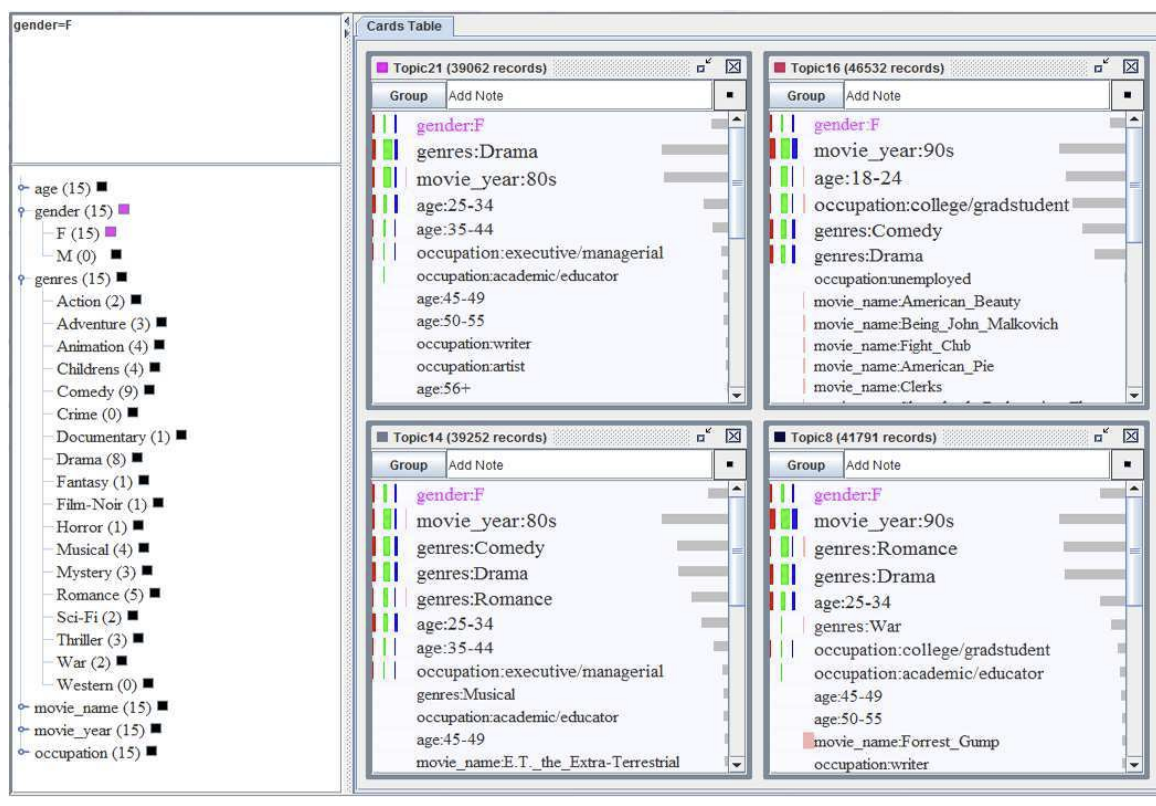 gender=F
age (15)
gender (15)
F (15)
M (0)
genres (15)
Action (2)
Adventure (3)
Animation (4)
Childrens (4)
Comedy (9)
Crime (0)
Documentary (1)
Drama (8)
Fantasy (1)
Film-Noir (1)
Horror (1)
Musical (4)
Mystery (3)
Romance (5)
Sci-Fi (2)
Thriller (3)
War (2)
Western (0)
movie_name (15)
movie_year (15)
occupation (15)
Cards Table
Topic21 (39062 records)
Group Add Note
gender:F
genres:Drama
movie_year:80s
age:25-34
age:35-44
occupation:executive/managerial
occupation:academic/educator
age:45-49
age:50-55
occupation:writer
occupation:artist
age:56+
Topic16 (46532 records)
Group Add Note
gender:F
movie_year:90s
age:18-24
occupation:college/gradstudent
genres:Comedy
genres:Drama
occupation:unemployed
movie_name:American_Beauty
movie_name:Being_John_Malkovich
movie_name:Fight_Club
movie_name:American_Pie
movie_name:Clerks
Topic14 (39252 records)
Group Add Note
gender:F
movie_year:80s
genres:Comedy
genres:Drama
genres:Romance
age:25-34
age:35-44
occupation:executive/managerial
genres:Musical
occupation:academic/educator
age:45-49
movie_name:E.T._the_Extra-Terrestrial
Topic8 (41791 records)
Group Add Note
gender:F
movie_year:90s
genres:Romance
genres:Drama
age:25-34
genres:War
occupation:college/gradstudent
occupation:academic/educator
age:45-49
age:50-55
movie_name:Forrest_Gump
occupation:writer